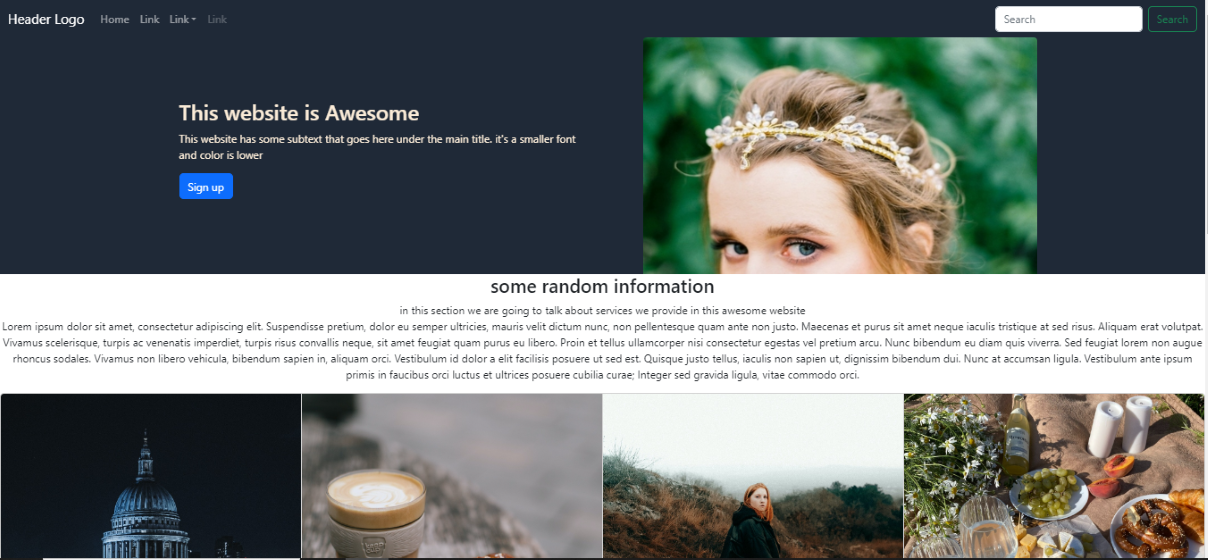 Header Logo Home Link Link Link Search Search
This website is Awesome
This website has some subtext that goes here under the main title. it's a smaller font
and color is lower
Sign up
some random information
in this section we are going to talk about services we provide in this awesome website
Lorem ipsum dolor sit amet, consectetur adipiscing elit. Suspendisse pretium, dolor eu semper ultricies, mauris velit dictum nunc, non pellentesque quam ante non justo. Maecenas et purus sit amet neque iaculis tristique at sed risus. Aliquam erat volutpat.
Vivamus scelerisque, turpis ac venenatis imperdiet, turpis risus convallis neque, sit amet feugiat quam purus eu libero. Proin et tellus ullamcorper nisi consectetur egestas vel pretium arcu. Nunc bibendum eu diam quis viverra. Sed feugiat lorem non augue
rhoncus sodales. Vivamus non libero vehicula, bibendum sapien in, aliquam orci. Vestibulum id dolor a elit facilisis posuere ut sed est. Quisque justo tellus, iaculis non sapien ut, dignissim bibendum dui. Nunc at accumsan ligula. Vestibulum ante ipsum
primis in faucibus orci luctus et ultrices posuere cubilia curae; Integer sed gravida ligula, vitae commodo orci.